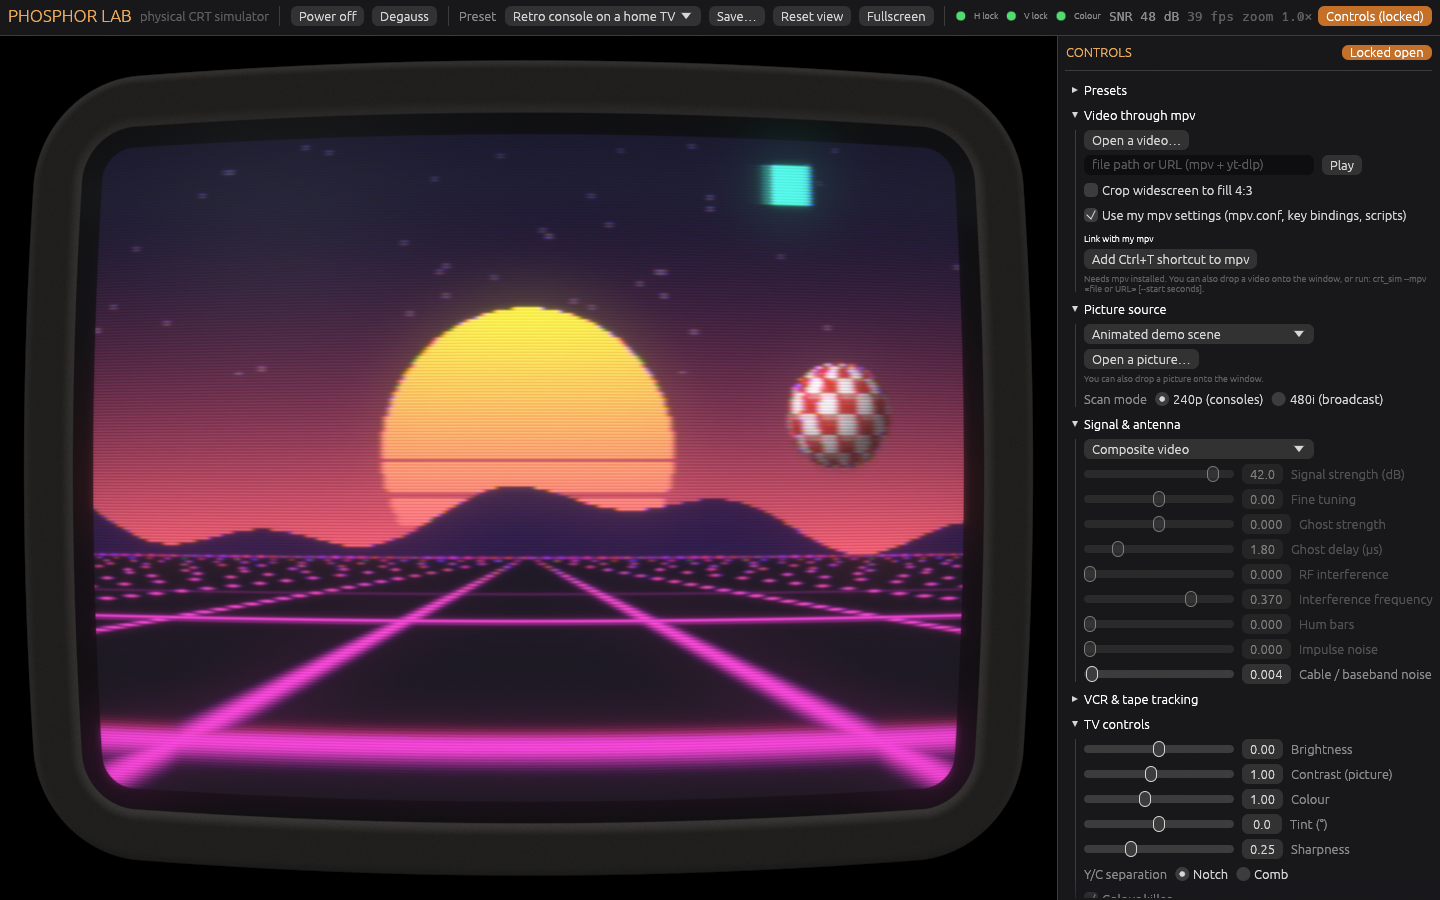 PHOSPHOR LAB physical CRT simulator Power off Degauss Preset Retro console on a home TV Save... Reset view Fullscreen H lock V lock Colour SNR 48 dB 39 fps zoom 1.0× Controls (locked)
CONTROLS Locked open
Presets
Video through mpv
Open a video...
file path or URL (mpv + yt-dlp) Play
Crop widescreen to fill 4:3
Use my mpv settings (mpv.conf, key bindings, scripts)
Link with my mpv
Add Ctrl+T shortcut to mpv
Needs mpv installed. You can also drop a video onto the window, or run: crt_sim --mpv
«file or URL» [--start seconds].
Picture source
Animated demo scene
Open a picture...
You can also drop a picture onto the window.
Scan mode 240p (consoles) 480i (broadcast)
Signal & antenna
Composite video
42.0 Signal strength (dB)
0.00 Fine tuning
0.000 Ghost strength
1.80 Ghost delay (µs)
0.000 RF interference
0.370 Interference frequency
0.000 Hum bars
0.000 Impulse noise
0.004 Cable / baseband noise
VCR & tape tracking
TV controls
0.00 Brightness
1.00 Contrast (picture)
1.00 Colour
0.0 Tint (°)
0.25 Sharpness
Y/C separation Notch Comb